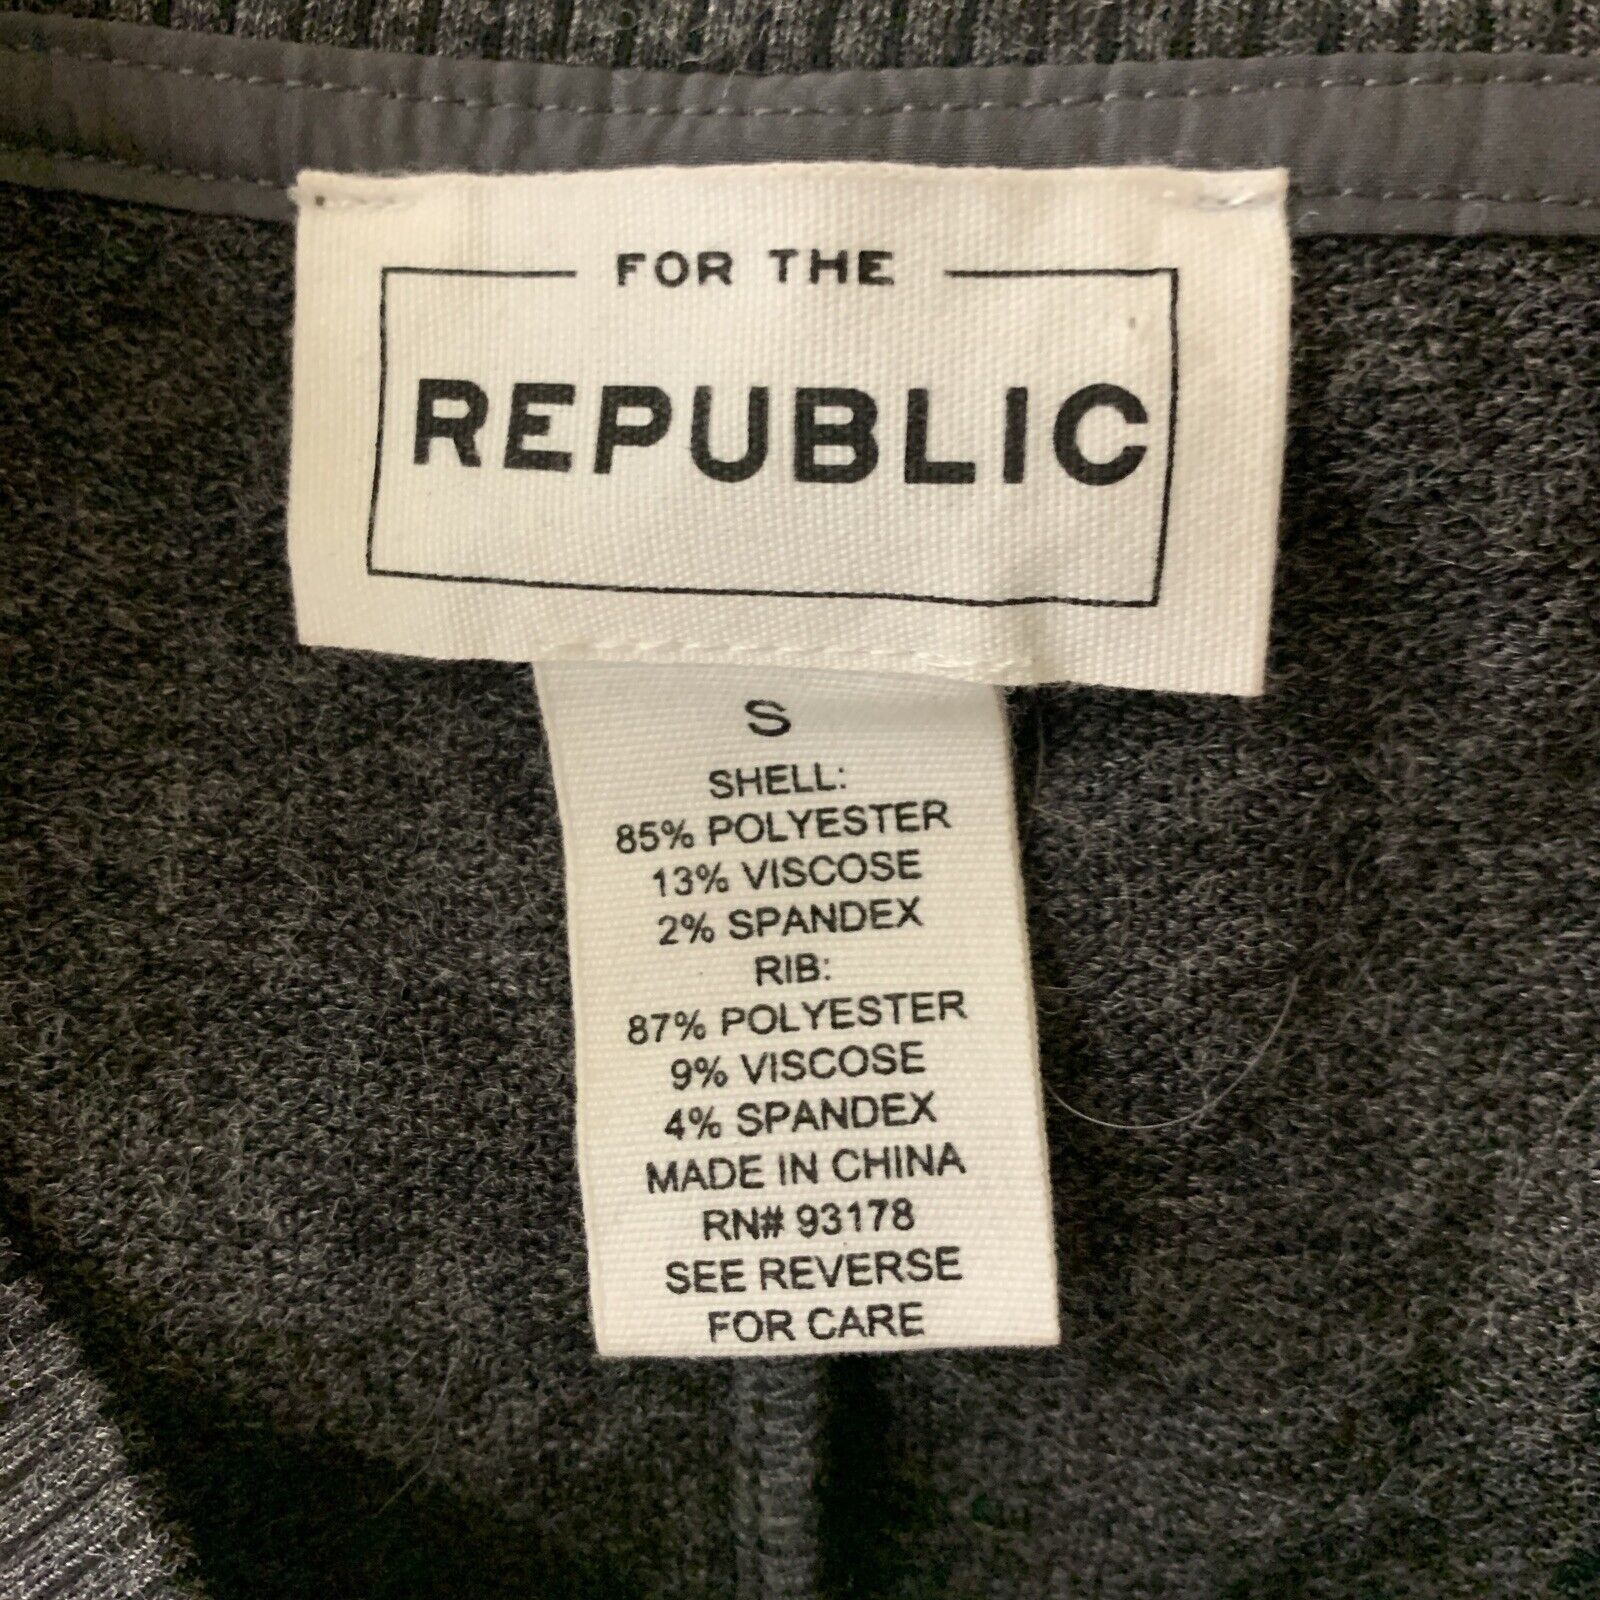 FOR THE
REPUBLIC
S
SHELL:
85% POLYESTER
13% VISCOSE
2% SPANDEX
RIB:
87% POLYESTER
9% VISCOSE
4% SPANDEX
MADE IN CHINA
RN# 93178
SEE REVERSE
FOR CARE